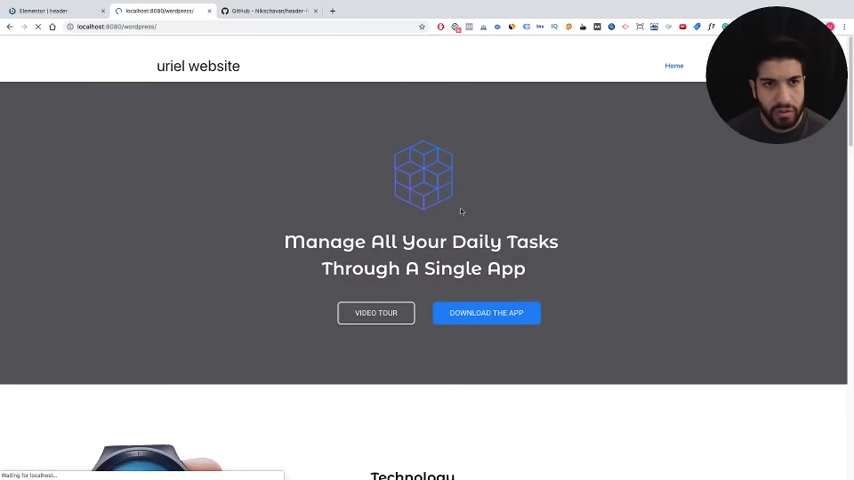 Elementor | header
localhost:8080/wordpress/
GitHub - Nikschavan/header-f
localhost:8080/wordpress/
uriel website
Home
Manage All Your Daily Tasks
Through A Single App
VIDEO TOUR
DOWNLOAD THE APP
Technology
Waiting for localhost...